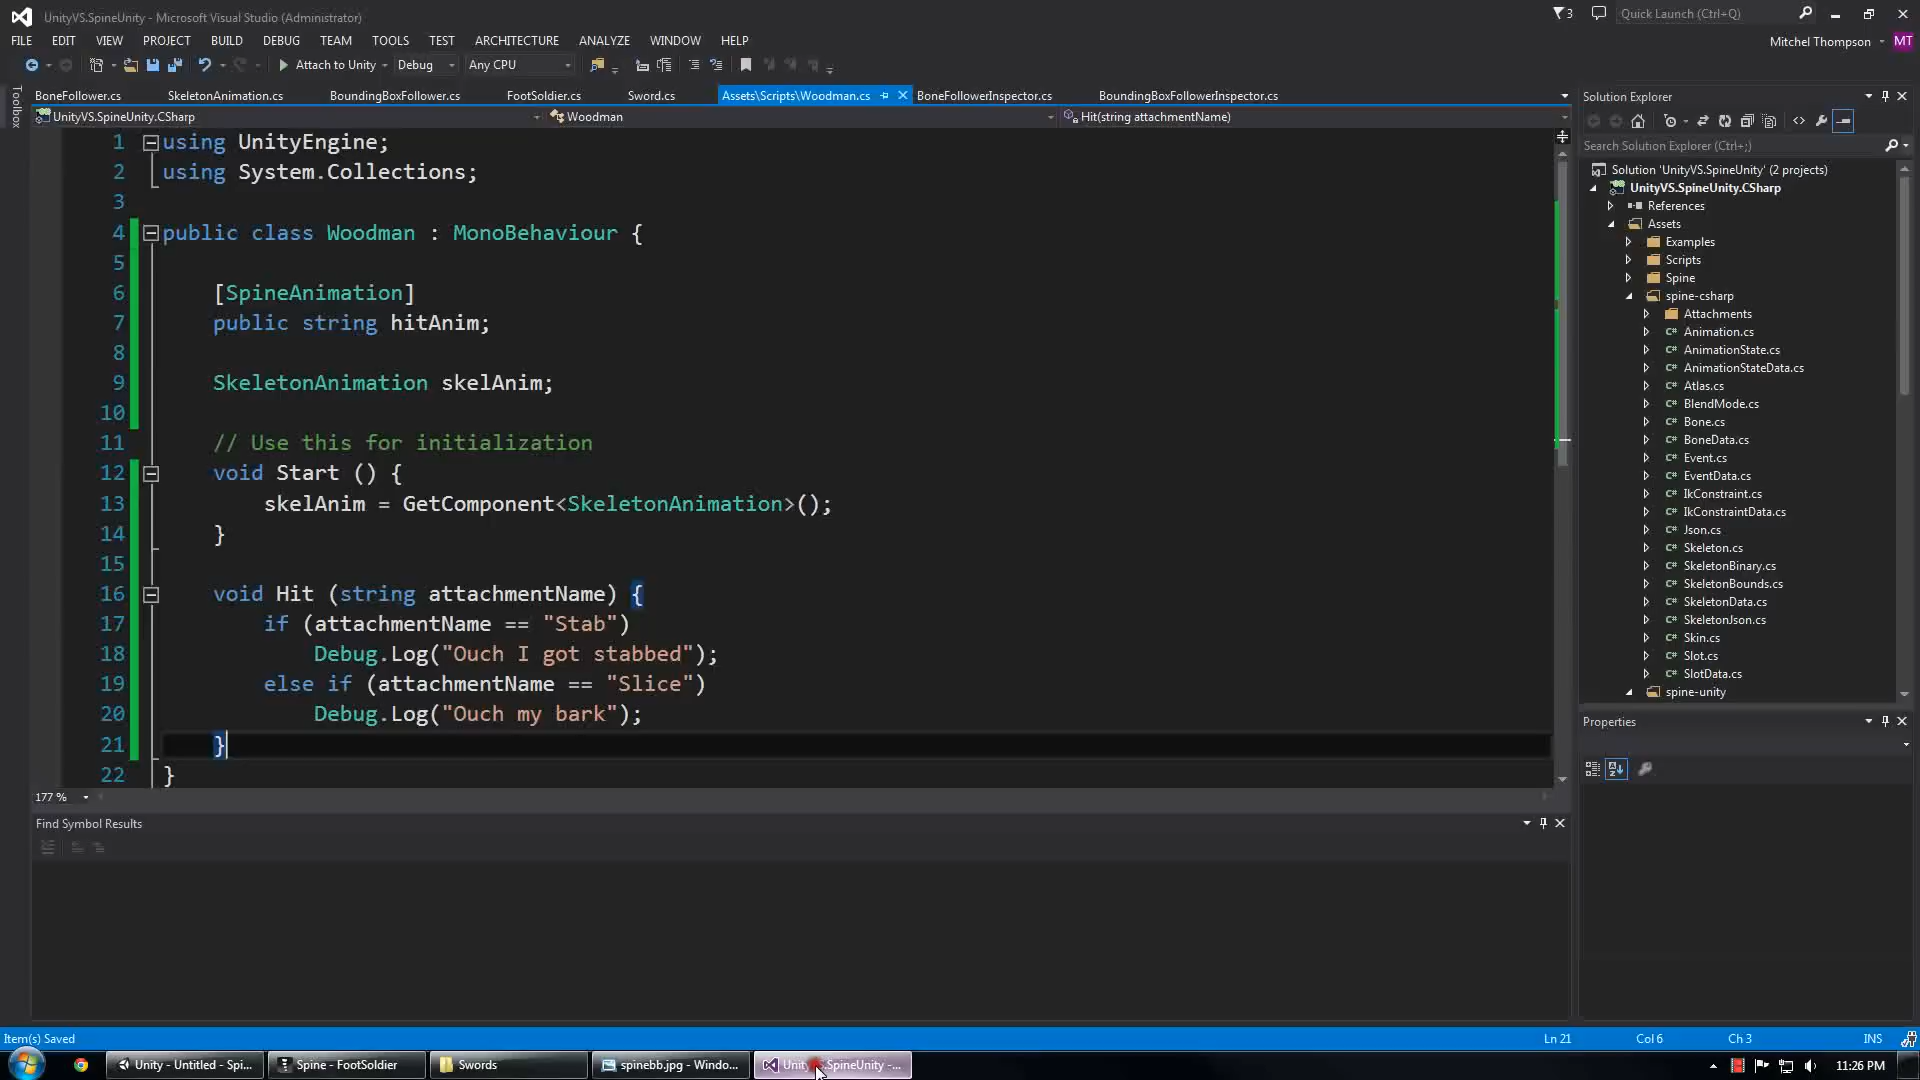 UnityVS.SpineUnity - Microsoft Visual Studio (Administrator)
3
Quick Launch (Ctrl+Q)
FILE EDIT VIEW PROJECT BUILD DEBUG TEAM TOOLS TEST ARCHITECTURE ANALYZE WINDOW HELP
Mitchel Thompson MT
Attach to Unity Debug Any CPU
Toolbox
BoneFollower.cs SkeletonAnimation.cs BoundingBoxFollower.cs FootSoldier.cs Sword.cs Assets\Scripts\Woodman.cs BoneFollowerInspector.cs BoundingBoxFollowerInspector.cs
UnityVS.SpineUnity.CSharp Woodman Hit(string attachmentName)
1 using UnityEngine;
2 using System.Collections;
3
4 public class Woodman : MonoBehaviour {
5
6 [SpineAnimation]
7 public string hitAnim;
8
9 SkeletonAnimation skelAnim;
10
11 // Use this for initialization
12 void Start () {
13 skelAnim = GetComponent<SkeletonAnimation>();
14 }
15
16 void Hit (string attachmentName) {
17 if (attachmentName == "Stab")
18 Debug.Log("Ouch I got stabbed");
19 else if (attachmentName == "Slice")
20 Debug.Log("Ouch my bark");
21 }
22 }
177 %
Find Symbol Results
Solution Explorer
Search Solution Explorer (Ctrl+;)
Solution 'UnityVS.SpineUnity' (2 projects)
UnityVS.SpineUnity.CSharp
References
Assets
Examples
Scripts
Spine
spine-csharp
Attachments
C# Animation.cs
C# AnimationState.cs
C# AnimationStateData.cs
C# Atlas.cs
C# BlendMode.cs
C# Bone.cs
C# BoneData.cs
C# Event.cs
C# EventData.cs
C# IkConstraint.cs
C# IkConstraintData.cs
C# Json.cs
C# Skeleton.cs
C# SkeletonBinary.cs
C# SkeletonBounds.cs
C# SkeletonData.cs
C# SkeletonJson.cs
C# Skin.cs
C# Slot.cs
C# SlotData.cs
spine-unity
Properties
Item(s) Saved
Ln 21 Col 6 Ch 3 INS
Unity - Untitled - Spi... Spine - FootSoldier Swords spinebb.jpg - Windo... UnityVS.SpineUnity -...
11:26 PM